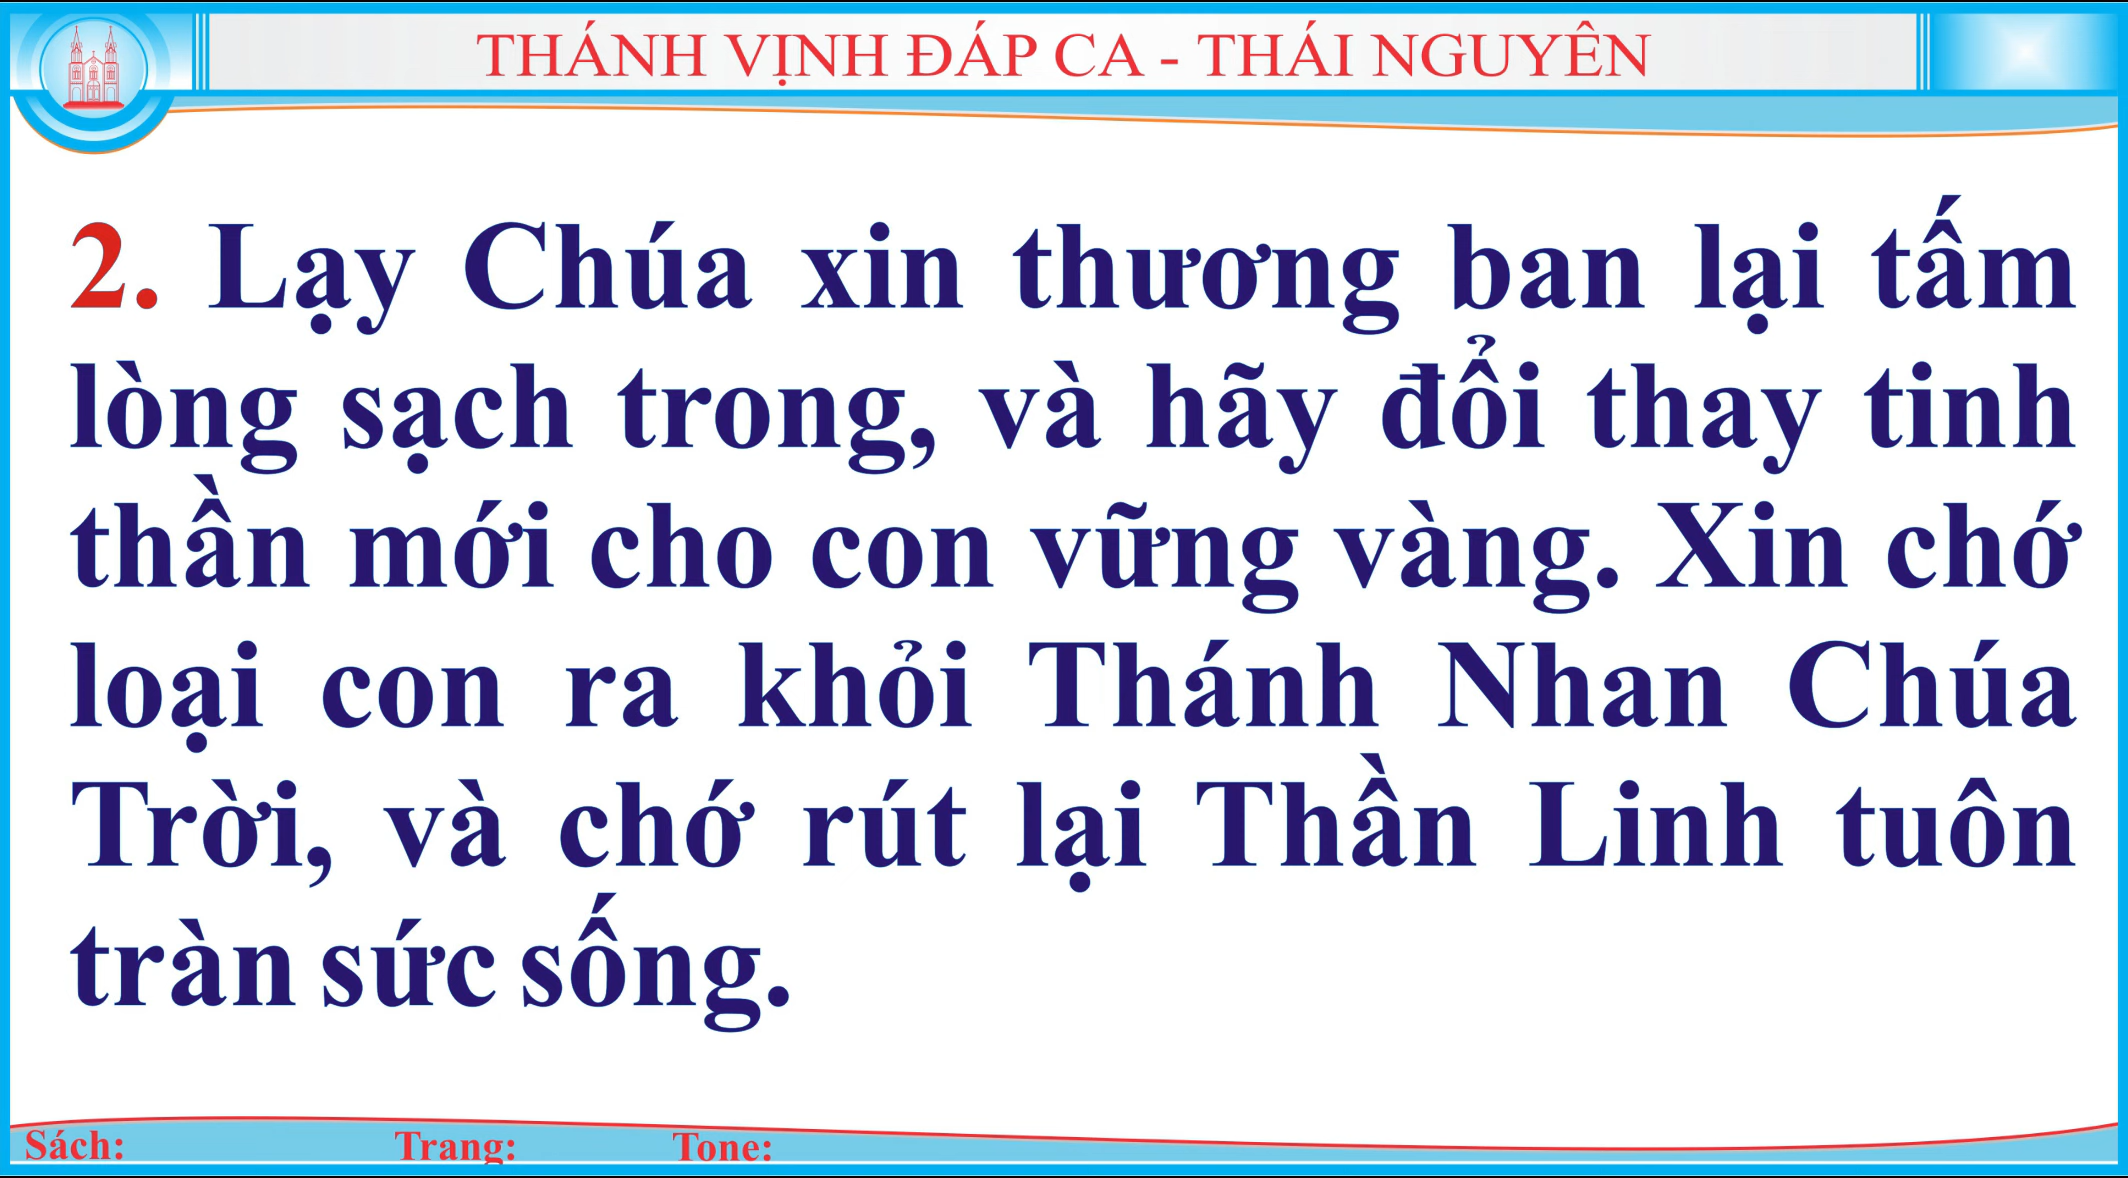 THÁNH VỊNH ĐÁP CA - THÁI NGUYÊN
2. Lạy Chúa xin thương ban lại tấm
lòng sạch trong, và hãy đổi thay tinh
thần mới cho con vững vàng. Xin chớ
loại con ra khỏi Thánh Nhan Chúa
Trời, và chớ rút lại Thần Linh tuôn
tràn sức sống.
Sách: Trang: Tone: